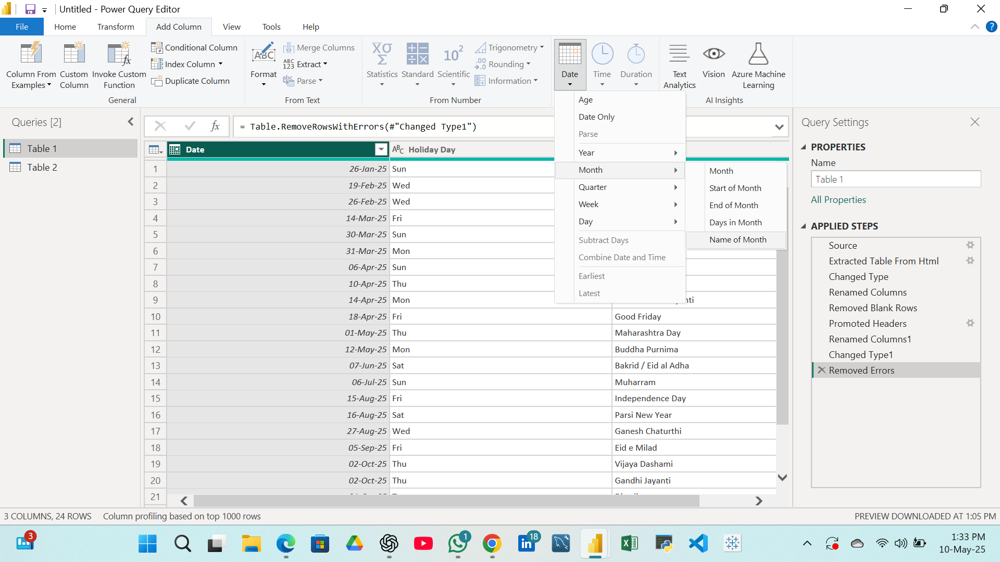 Untitled - Power Query Editor
File Home Transform Add Column View Tools Help ?
Column From Examples
Custom Column
Invoke Custom Function
Conditional Column
Index Column
Duplicate Column
General
ABC
Format
Merge Columns
ABC 123 Extract
abc Parse
From Text
XΣσ
Statistics
Standard
10²
Scientific
Trigonometry
.00 Rounding
Information
From Number
Date
Time
Duration
Text Analytics
Vision
Azure Machine Learning
AI Insights
Age
Date Only
Parse
Year
Month
Quarter
Week
Day
Subtract Days
Combine Date and Time
Earliest
Latest
Month
Start of Month
End of Month
Days in Month
Name of Month
Queries [2]
Table 1
Table 2
fx = Table.RemoveRowsWithErrors(#"Changed Type1")
Date ABC Holiday Day
1 26-Jan-25 Sun
2 19-Feb-25 Wed
3 26-Feb-25 Wed
4 14-Mar-25 Fri
5 30-Mar-25 Sun
6 31-Mar-25 Mon
7 06-Apr-25 Sun
8 10-Apr-25 Thu
9 14-Apr-25 Mon nti
10 18-Apr-25 Fri Good Friday
11 01-May-25 Thu Maharashtra Day
12 12-May-25 Mon Buddha Purnima
13 07-Jun-25 Sat Bakrid / Eid al Adha
14 06-Jul-25 Sun Muharram
15 15-Aug-25 Fri Independence Day
16 16-Aug-25 Sat Parsi New Year
17 27-Aug-25 Wed Ganesh Chaturthi
18 05-Sep-25 Fri Eid e Milad
19 02-Oct-25 Thu Vijaya Dashami
20 02-Oct-25 Thu Gandhi Jayanti
21
Query Settings
PROPERTIES
Name
Table 1
All Properties
APPLIED STEPS
Source
Extracted Table From Html
Changed Type
Renamed Columns
Removed Blank Rows
Promoted Headers
Renamed Columns1
Changed Type1
Removed Errors
3 COLUMNS, 24 ROWS Column profiling based on top 1000 rows PREVIEW DOWNLOADED AT 1:05 PM
3 1 18 in
1:33 PM
10-May-25